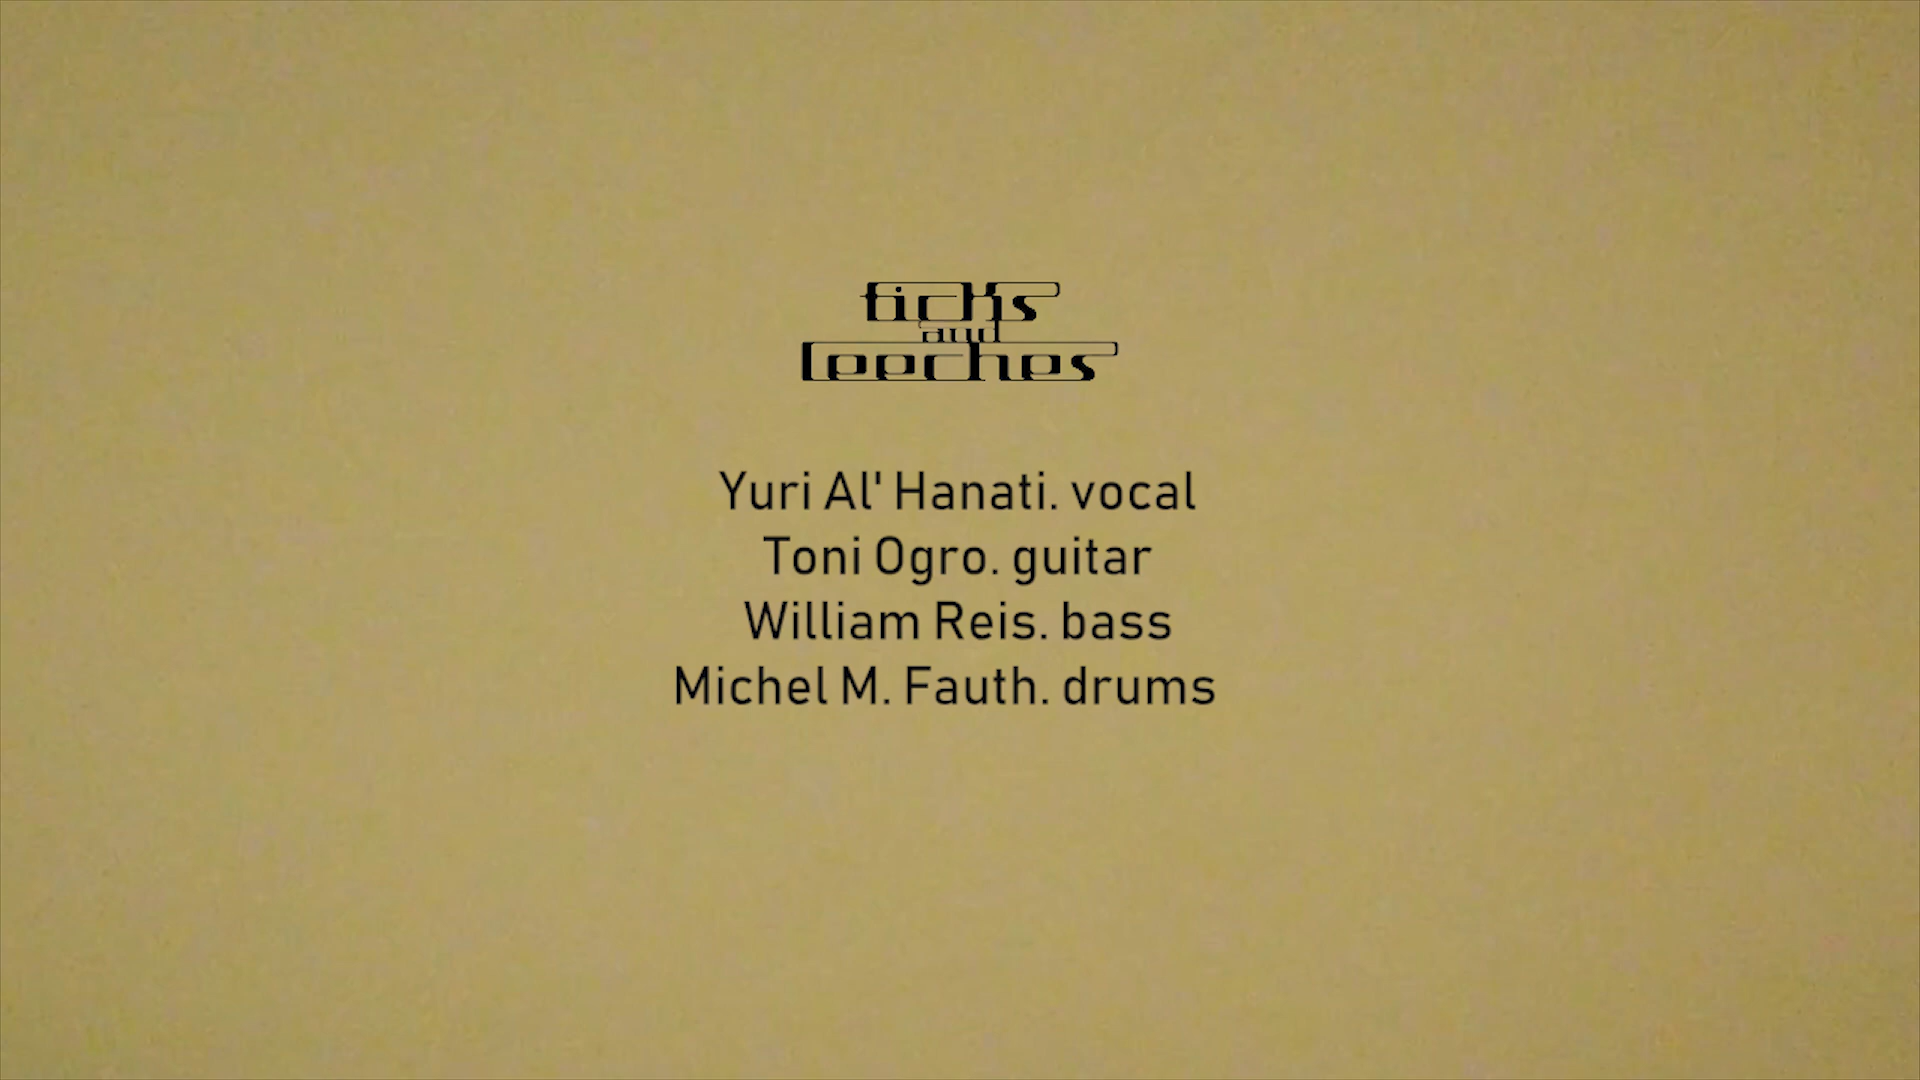 ticks
and
leeches
Yuri Al' Hanati. vocal
Toni Ogro. guitar
William Reis. bass
Michel M. Fauth. drums